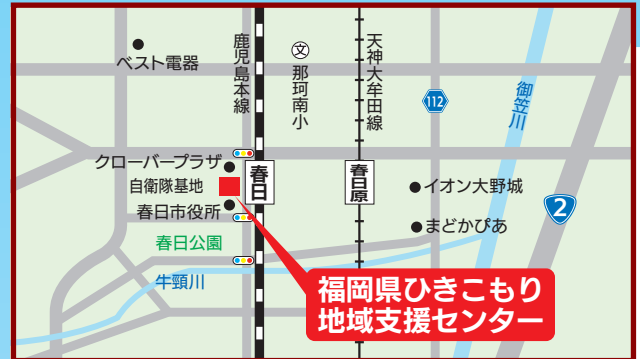 ベスト電器
鹿児島本線
文
那珂南小
天神大牟田線
112
御笠川
クローバープラザ
自衛隊基地
春日市役所
春日
春日原
イオン大野城
まどかぴあ
2
春日公園
牛頸川
福岡県ひきこもり
地域支援センター